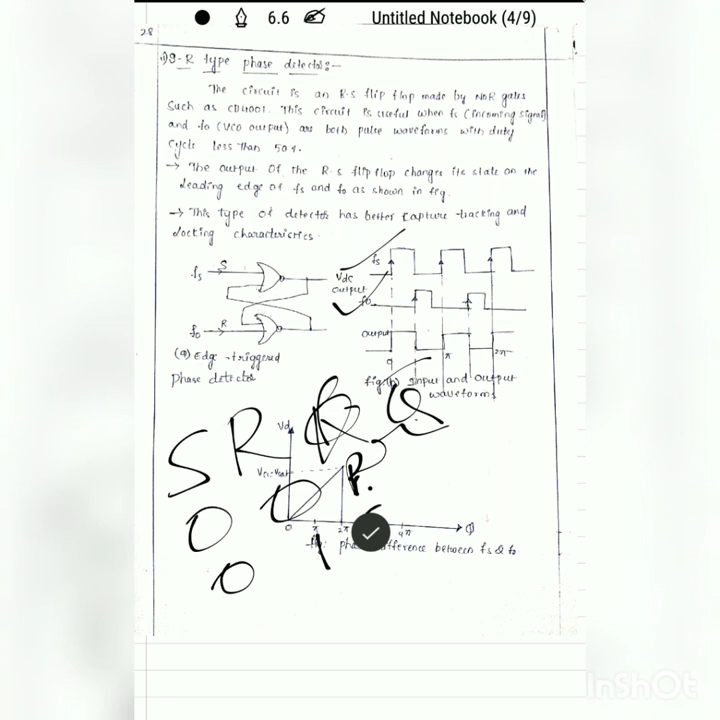 6.6 Untitled Notebook (4/9)
28
S-R type phase detector:-
The circuit is an R-S flip flop made by NOR gates
Such as CD4001. This circuit is useful when fs (incoming signal)
and fo (VCO output) are both pulse waveforms with duty
cycle less than 50%.
→ The output of the R-S flip flop changes its state on the
leading edge of fs and fo as shown in fig.
→ This type of detector has better capture tracking and
locking characteristics.
fs S
Vdc
output
fo R
(a) Edge triggered
phase detector
fs
fo
output
0 π 2π
fig (b) Input and output
waveforms
S R Q
0 0
0 1
Vd
0 π 2π 4π
phase difference between fs & fo
InShOt